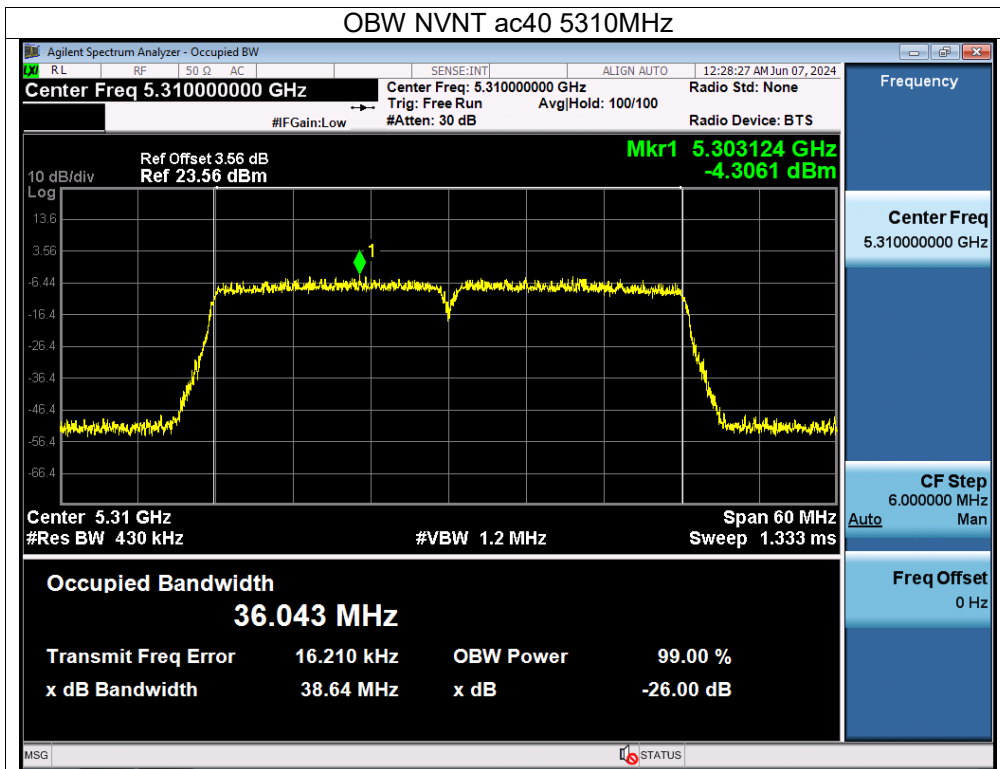 OBW NVNT ac40 5310MHz
Agilent Spectrum Analyzer - Occupied BW
LXI RL RF 50 Ω AC SENSE:INT ALIGN AUTO 12:28:27 AM Jun 07, 2024
Center Freq 5.310000000 GHz
Center Freq: 5.310000000 GHz
Radio Std: None
Trig: Free Run Avg|Hold: 100/100
#IFGain:Low
#Atten: 30 dB
Radio Device: BTS
Frequency
Ref Offset 3.56 dB
10 dB/div Ref 23.56 dBm
Mkr1 5.303124 GHz
-4.3061 dBm
Log
13.6
3.56
-6.44
-16.4
-26.4
-36.4
-46.4
-56.4
-66.4
1
Center 5.31 GHz
Span 60 MHz
#Res BW 430 kHz
#VBW 1.2 MHz
Sweep 1.333 ms
Occupied Bandwidth
36.043 MHz
Transmit Freq Error 16.210 kHz OBW Power 99.00 %
x dB Bandwidth 38.64 MHz x dB -26.00 dB
Center Freq
5.310000000 GHz
CF Step
6.000000 MHz
Auto Man
Freq Offset
0 Hz
MSG STATUS